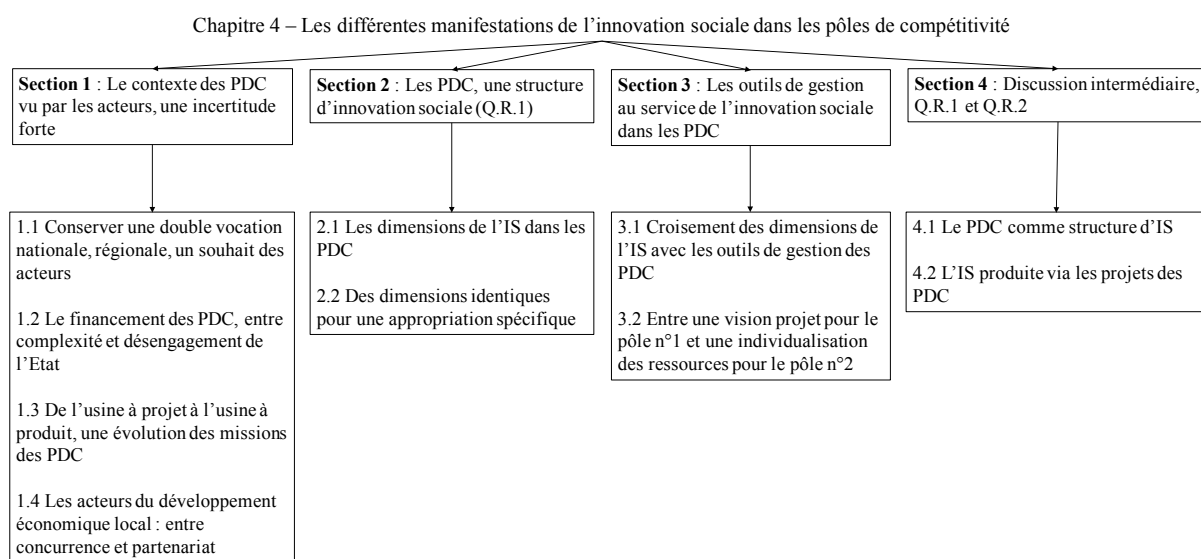 Chapitre 4 – Les différentes manifestations de l’innovation sociale dans les pôles de compétitivité
Section 1 : Le contexte des PDC
vu par les acteurs, une incertitude
forte
Section 2 : Les PDC, une structure
d’innovation sociale (Q.R.1)
Section 3 : Les outils de gestion
au service de l’innovation sociale
dans les PDC
Section 4 : Discussion intermédiaire,
Q.R.1 et Q.R.2
1.1 Conserver une double vocation
nationale, régionale, un souhait des
acteurs
1.2 Le financement des PDC, entre
complexité et désengagement de
l’Etat
1.3 De l’usine à projet à l’usine à
produit, une évolution des missions
des PDC
1.4 Les acteurs du développement
économique local : entre
concurrence et partenariat
2.1 Les dimensions de l’IS dans les
PDC
2.2 Des dimensions identiques
pour une appropriation spécifique
3.1 Croisement des dimensions de
l’IS avec les outils de gestion des
PDC
3.2 Entre une vision projet pour le
pôle n°1 et une individualisation
des ressources pour le pôle n°2
4.1 Le PDC comme structure d’IS
4.2 L’IS produite via les projets des
PDC